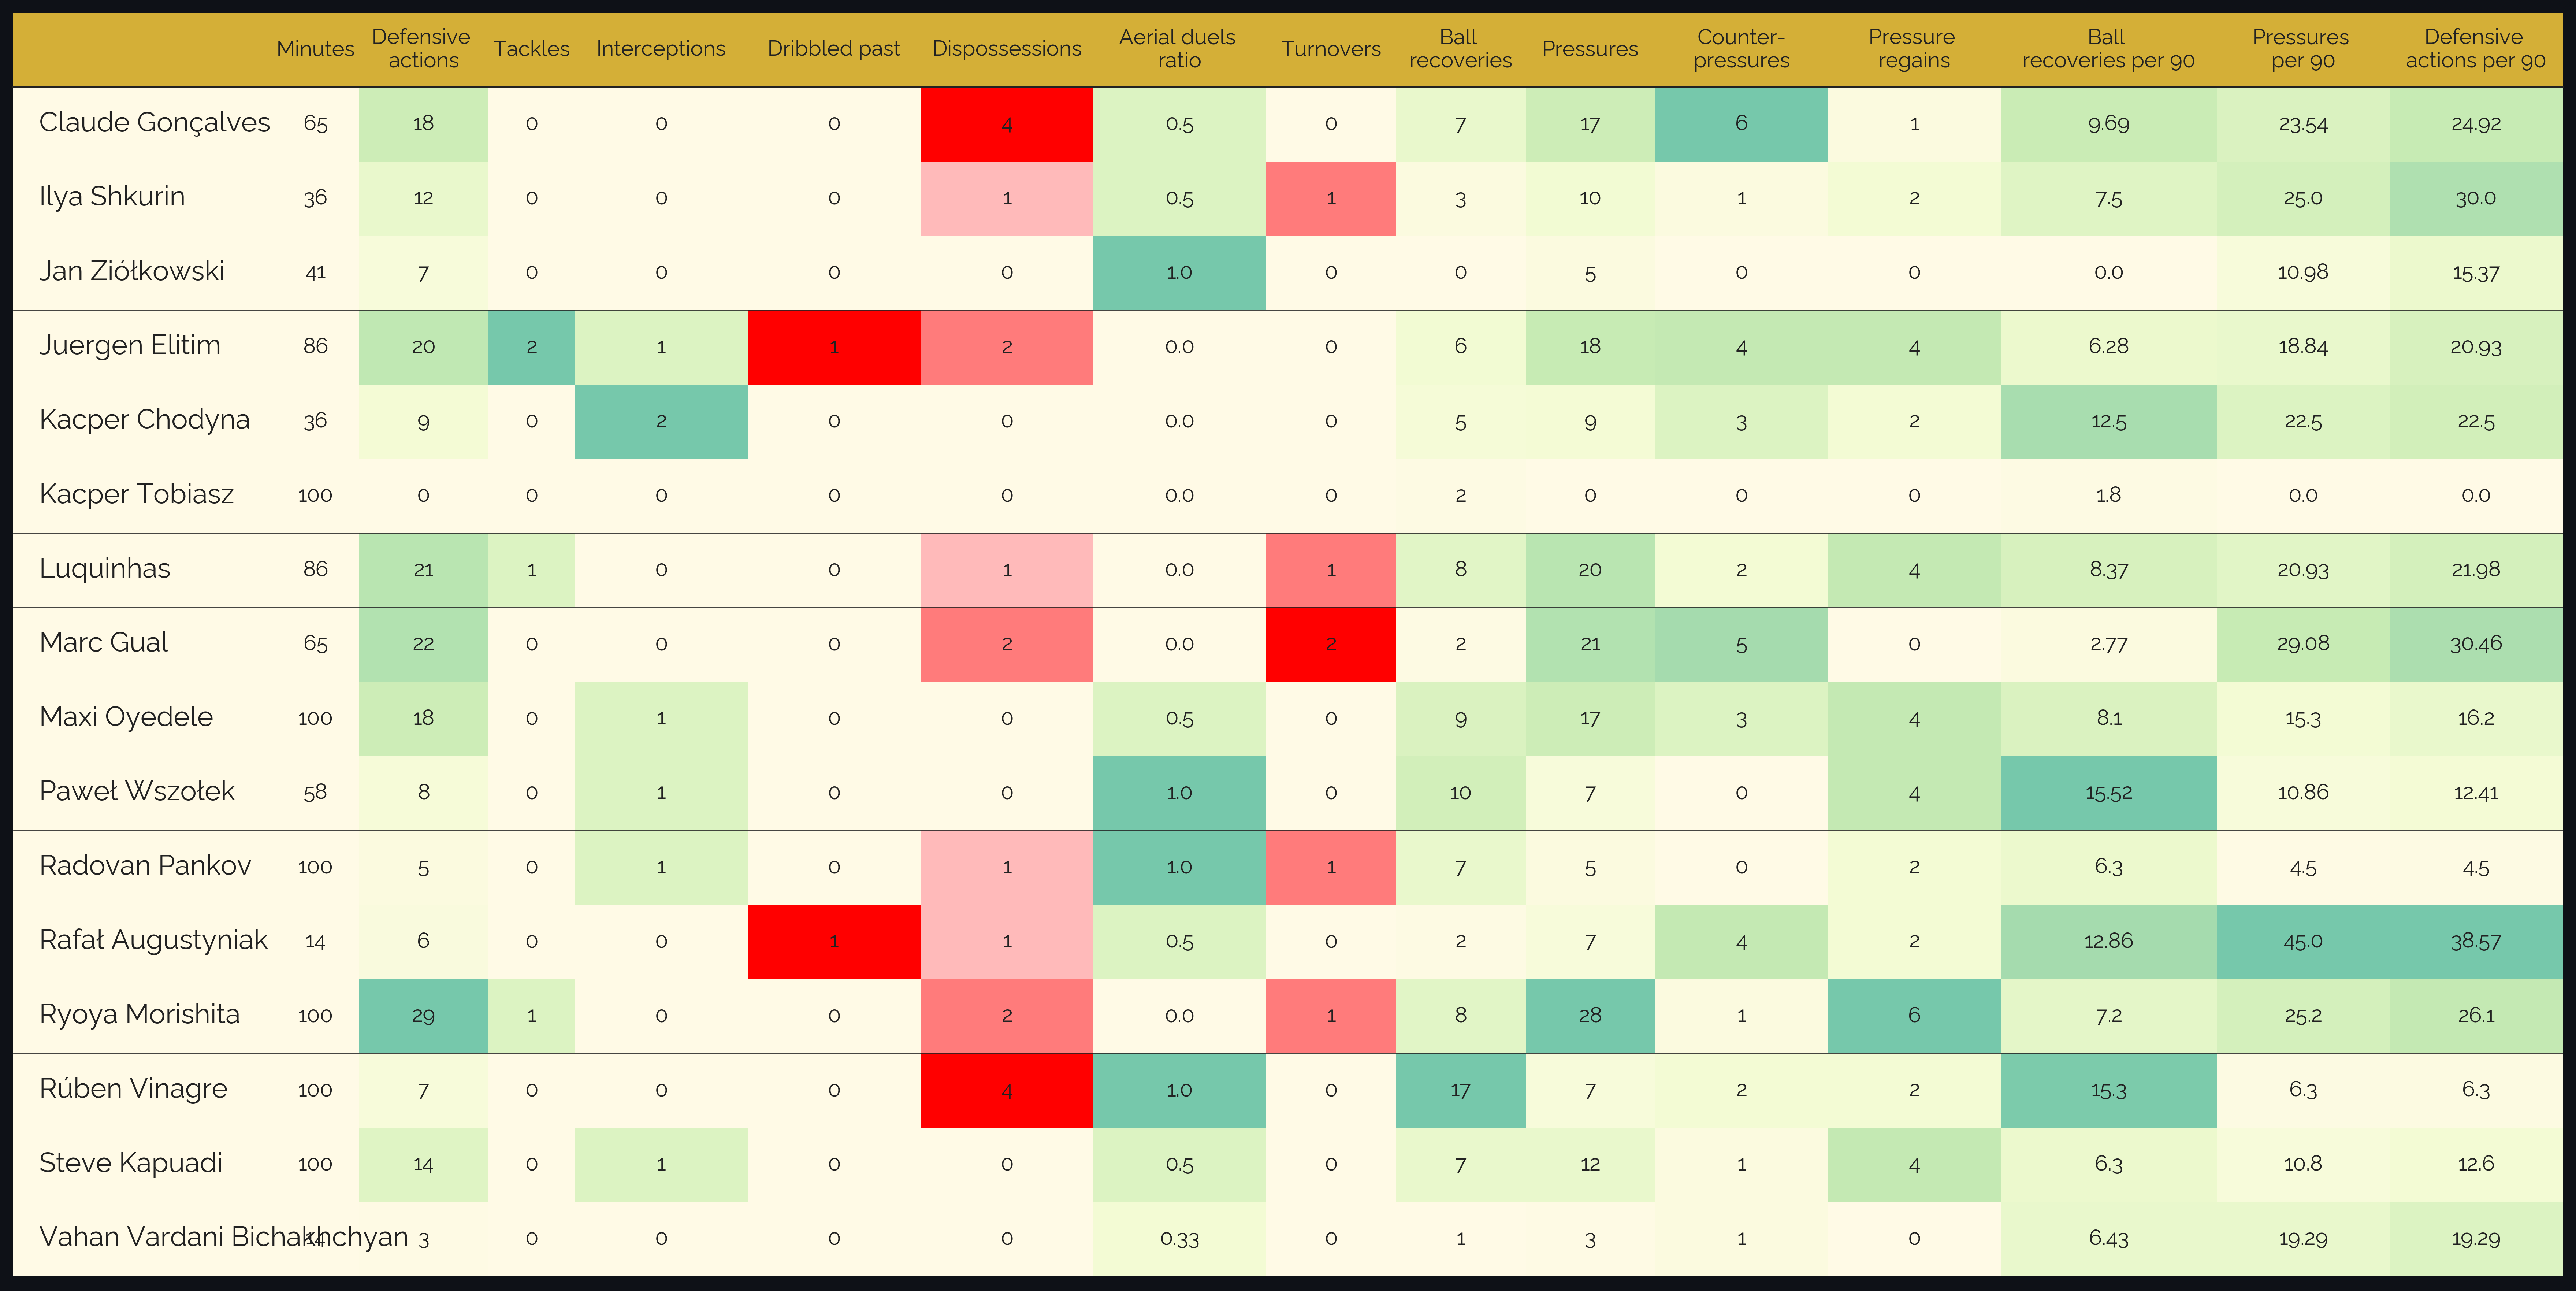 Minutes Defensive actions Tackles Interceptions Dribbled past Dispossessions Aerial duels ratio Turnovers Ball recoveries Pressures Counter-pressures Pressure regains Ball recoveries per 90 Pressures per 90 Defensive actions per 90
Claude Gonçalves 65 18 0 0 0 4 0.5 0 7 17 6 1 9.69 23.54 24.92
Ilya Shkurin 36 12 0 0 0 1 0.5 1 3 10 1 2 7.5 25.0 30.0
Jan Ziółkowski 41 7 0 0 0 0 1.0 0 0 5 0 0 0.0 10.98 15.37
Juergen Elitim 86 20 2 1 1 2 0.0 0 6 18 4 4 6.28 18.84 20.93
Kacper Chodyna 36 9 0 2 0 0 0.0 0 5 9 3 2 12.5 22.5 22.5
Kacper Tobiasz 100 0 0 0 0 0 0.0 0 2 0 0 0 1.8 0.0 0.0
Luquinhas 86 21 1 0 0 1 0.0 1 8 20 2 4 8.37 20.93 21.98
Marc Gual 65 22 0 0 0 2 0.0 2 2 21 5 0 2.77 29.08 30.46
Maxi Oyedele 100 18 0 1 0 0 0.5 0 9 17 3 4 8.1 15.3 16.2
Paweł Wszołek 58 8 0 1 0 0 1.0 0 10 7 0 4 15.52 10.86 12.41
Radovan Pankov 100 5 0 1 0 1 1.0 1 7 5 0 2 6.3 4.5 4.5
Rafał Augustyniak 14 6 0 0 1 1 0.5 0 2 7 4 2 12.86 45.0 38.57
Ryoya Morishita 100 29 1 0 0 2 0.0 1 8 28 1 6 7.2 25.2 26.1
Rúben Vinagre 100 7 0 0 0 4 1.0 0 17 7 2 2 15.3 6.3 6.3
Steve Kapuadi 100 14 0 1 0 0 0.5 0 7 12 1 4 6.3 10.8 12.6
Vahan Vardani Bichakhchyan 14 3 0 0 0 0 0.33 0 1 3 1 0 6.43 19.29 19.29